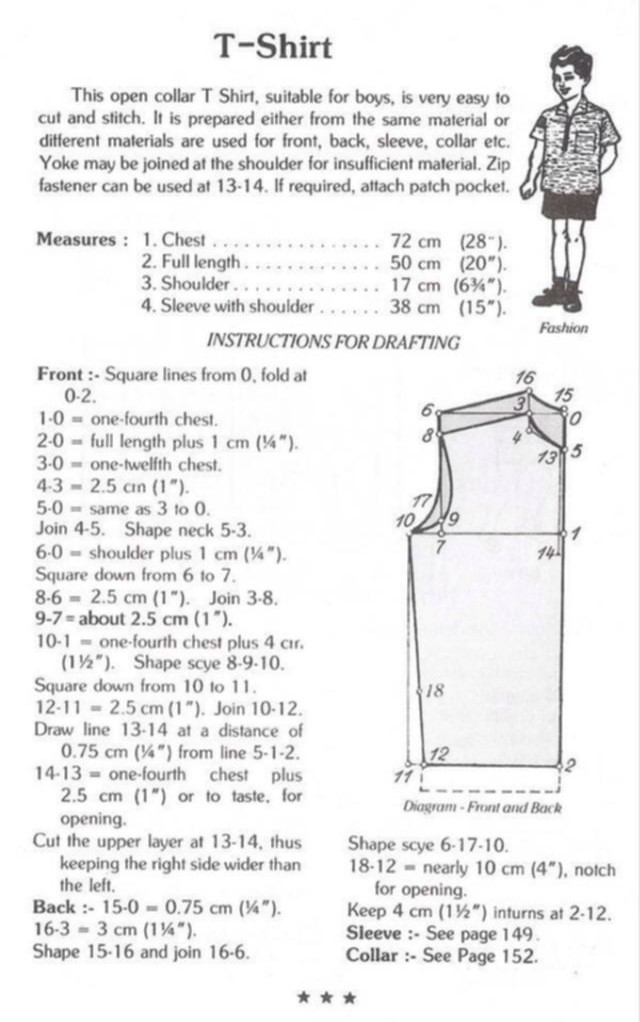 T-Shirt
This open collar T Shirt, suitable for boys, is very easy to
cut and stitch. It is prepared either from the same material or
different materials are used for front, back, sleeve, collar etc.
Yoke may be joined at the shoulder for insufficient material. Zip
fastener can be used at 13-14. If required, attach patch pocket.
Measures : 1. Chest . . . . . . . . . . . . . . . . 72 cm (28").
2. Full length . . . . . . . . . . . . . 50 cm (20").
3. Shoulder . . . . . . . . . . . . . . 17 cm (6¾").
4. Sleeve with shoulder . . . . . . 38 cm (15").
Fashion
INSTRUCTIONS FOR DRAFTING
Front :- Square lines from 0, fold at
0-2.
1-0 = one-fourth chest.
2-0 = full length plus 1 cm (¼").
3-0 = one-twelfth chest.
4-3 = 2.5 cm (1").
5-0 = same as 3 to 0.
Join 4-5. Shape neck 5-3.
6-0 = shoulder plus 1 cm (¼").
Square down from 6 to 7.
8-6 = 2.5 cm (1"). Join 3-8.
9-7 = about 2.5 cm (1").
10-1 = one-fourth chest plus 4 cm.
(1½"). Shape scye 8-9-10.
Square down from 10 to 11.
12-11 = 2.5 cm (1"). Join 10-12.
Draw line 13-14 at a distance of
0.75 cm (¼") from line 5-1-2.
14-13 = one-fourth chest plus
2.5 cm (1") or to taste, for
opening.
Cut the upper layer at 13-14, thus
keeping the right side wider than
the left.
Back :- 15-0 = 0.75 cm (¼").
16-3 = 3 cm (1¼").
Shape 15-16 and join 16-6.
16
15
6
3
0
8
4
13
5
17
9
10
7
1
14
18
12
2
11
Diagram - Front and Back
Shape scye 6-17-10.
18-12 = nearly 10 cm (4"), notch
for opening.
Keep 4 cm (1½") inturns at 2-12.
Sleeve :- See page 149.
Collar :- See Page 152.
★ ★ ★